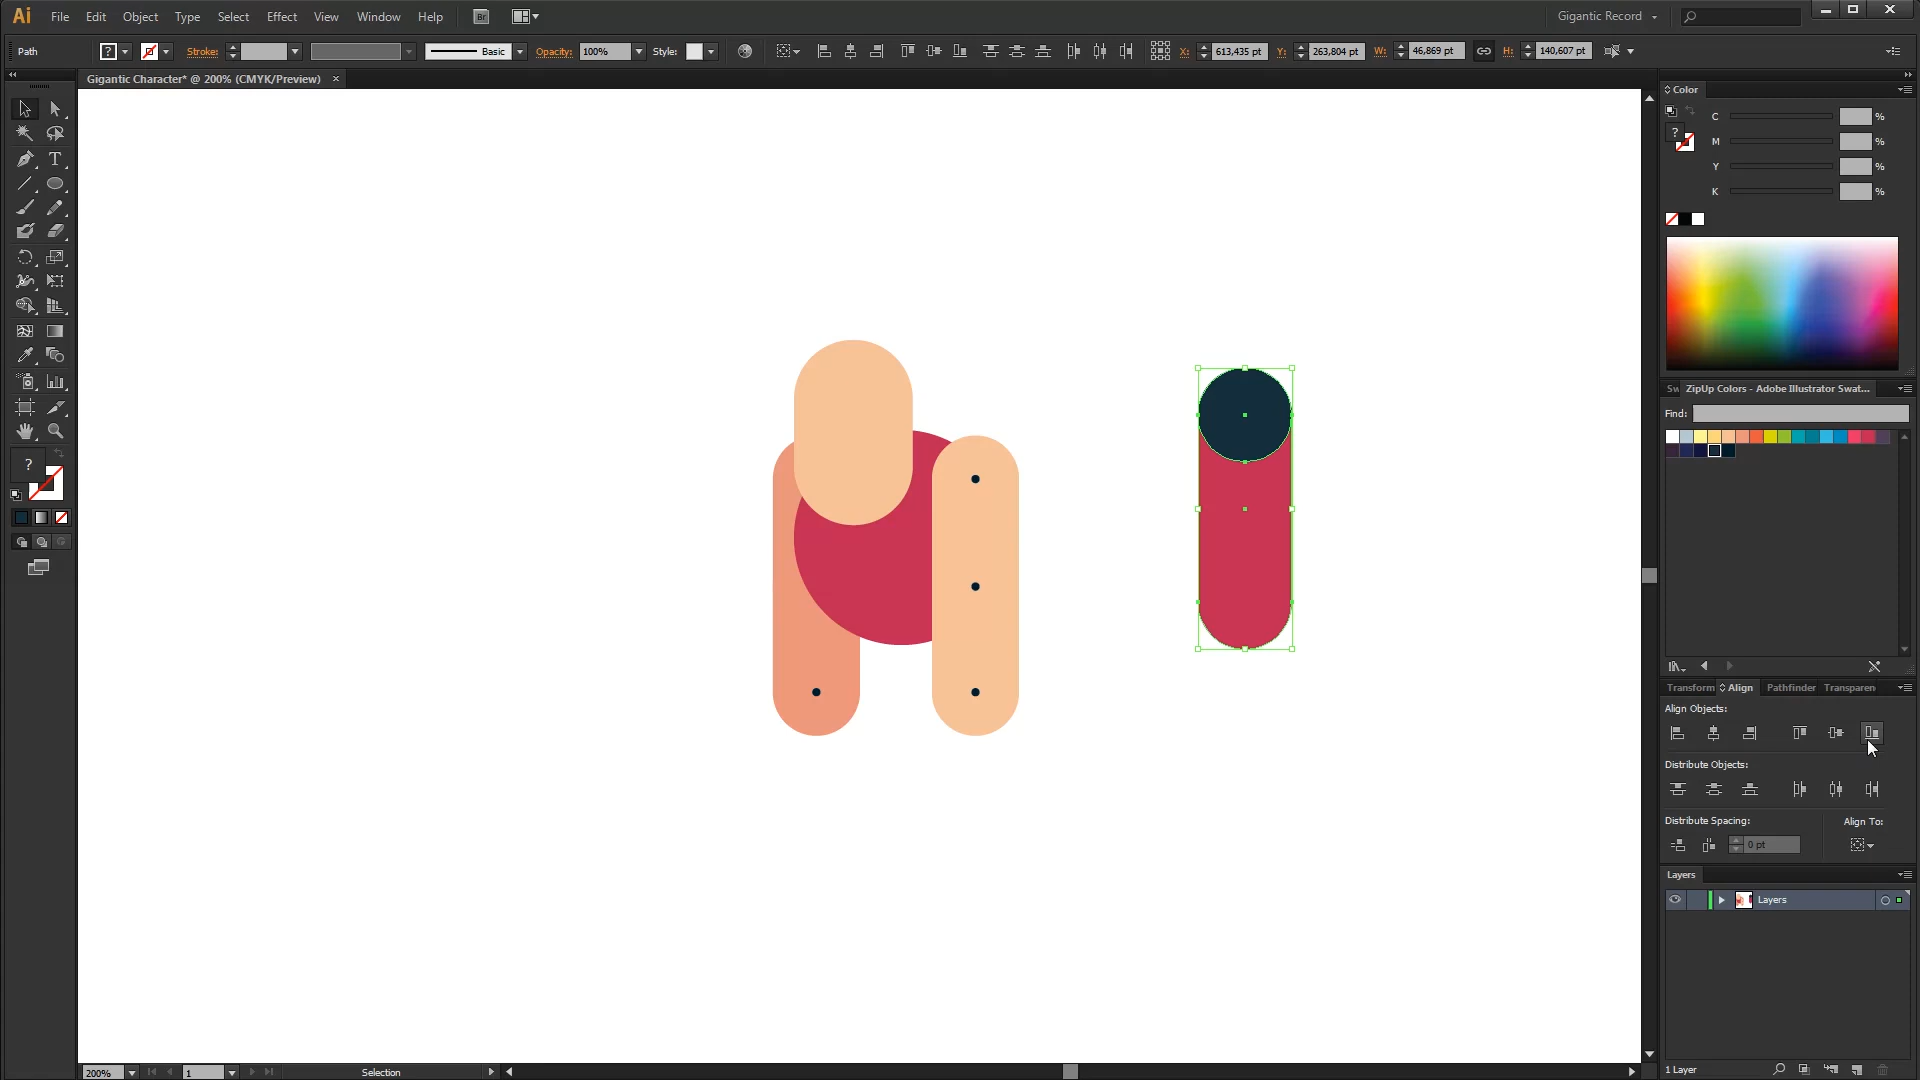 Ai File Edit Object Type Select Effect View Window Help Br Gigantic Record
Path ? Stroke: Basic Opacity: 100% Style: X: 613,435 pt Y: 263,804 pt W: 46,869 pt H: 140,607 pt
Gigantic Character* @ 200% (CMYK/Preview) ×
Color
C %
? M %
Y %
K %
Sw ZipUp Colors - Adobe Illustrator Swat...
Find:
T
?
Transform Align Pathfinder Transparen
Align Objects:
Distribute Objects:
Distribute Spacing: Align To:
0 pt
Layers
Layers
1 Layer
200% 1 Selection